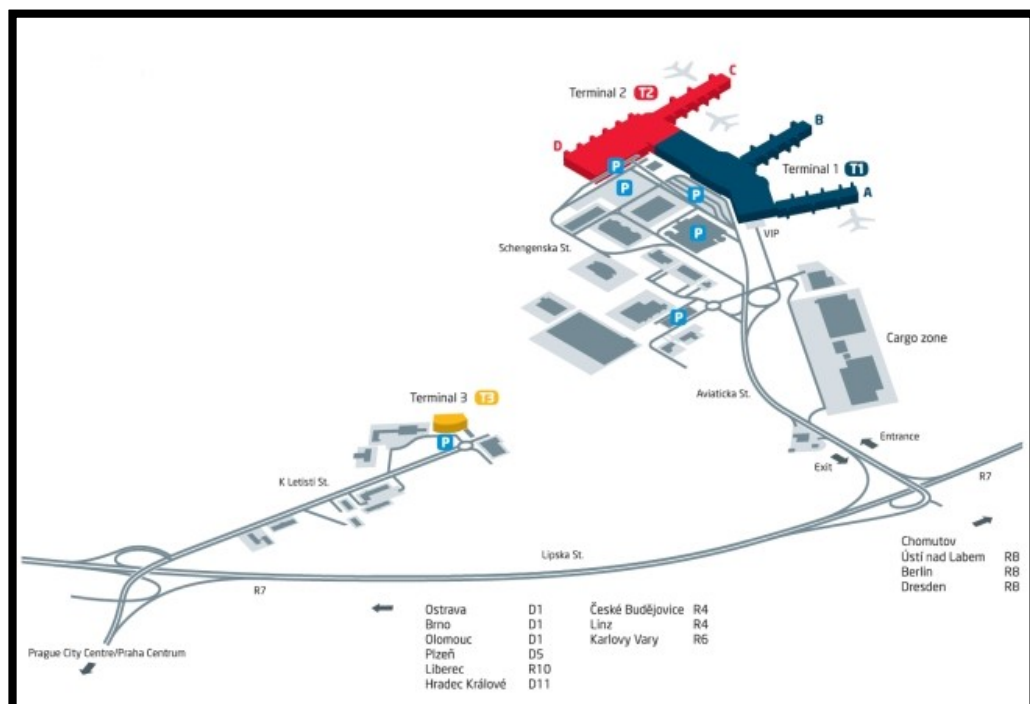 C
Terminal 2 T2
B
D
P
Terminal 1 T1
P
P
A
P
VIP
Schengenska St.
P
Cargo zone
Aviaticka St.
Terminal 3 T3
P
Entrance
Exit
K Letisti St.
R7
Lipska St.
R7
Chomutov
Ústí nad Labem R8
Berlin R8
Dresden R8
Ostrava D1
Brno D1
Olomouc D1
Plzeň D5
Liberec R10
Hradec Králové D11
České Budějovice R4
Linz R4
Karlovy Vary R6
Prague City Centre/Praha Centrum